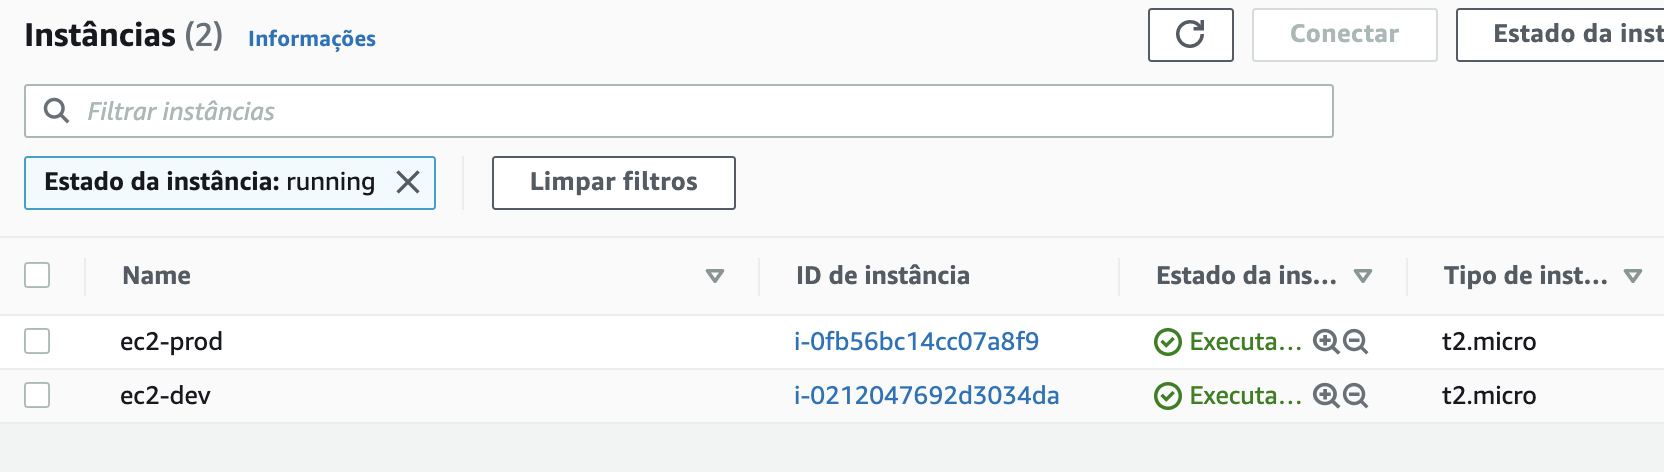 Instâncias (2) Informações Conectar Estado da inst
Filtrar instâncias
Estado da instância: running Limpar filtros
Name ID de instância Estado da ins... Tipo de inst...
ec2-prod i-0fb56bc14cc07a8f9 Executa... t2.micro
ec2-dev i-0212047692d3034da Executa... t2.micro